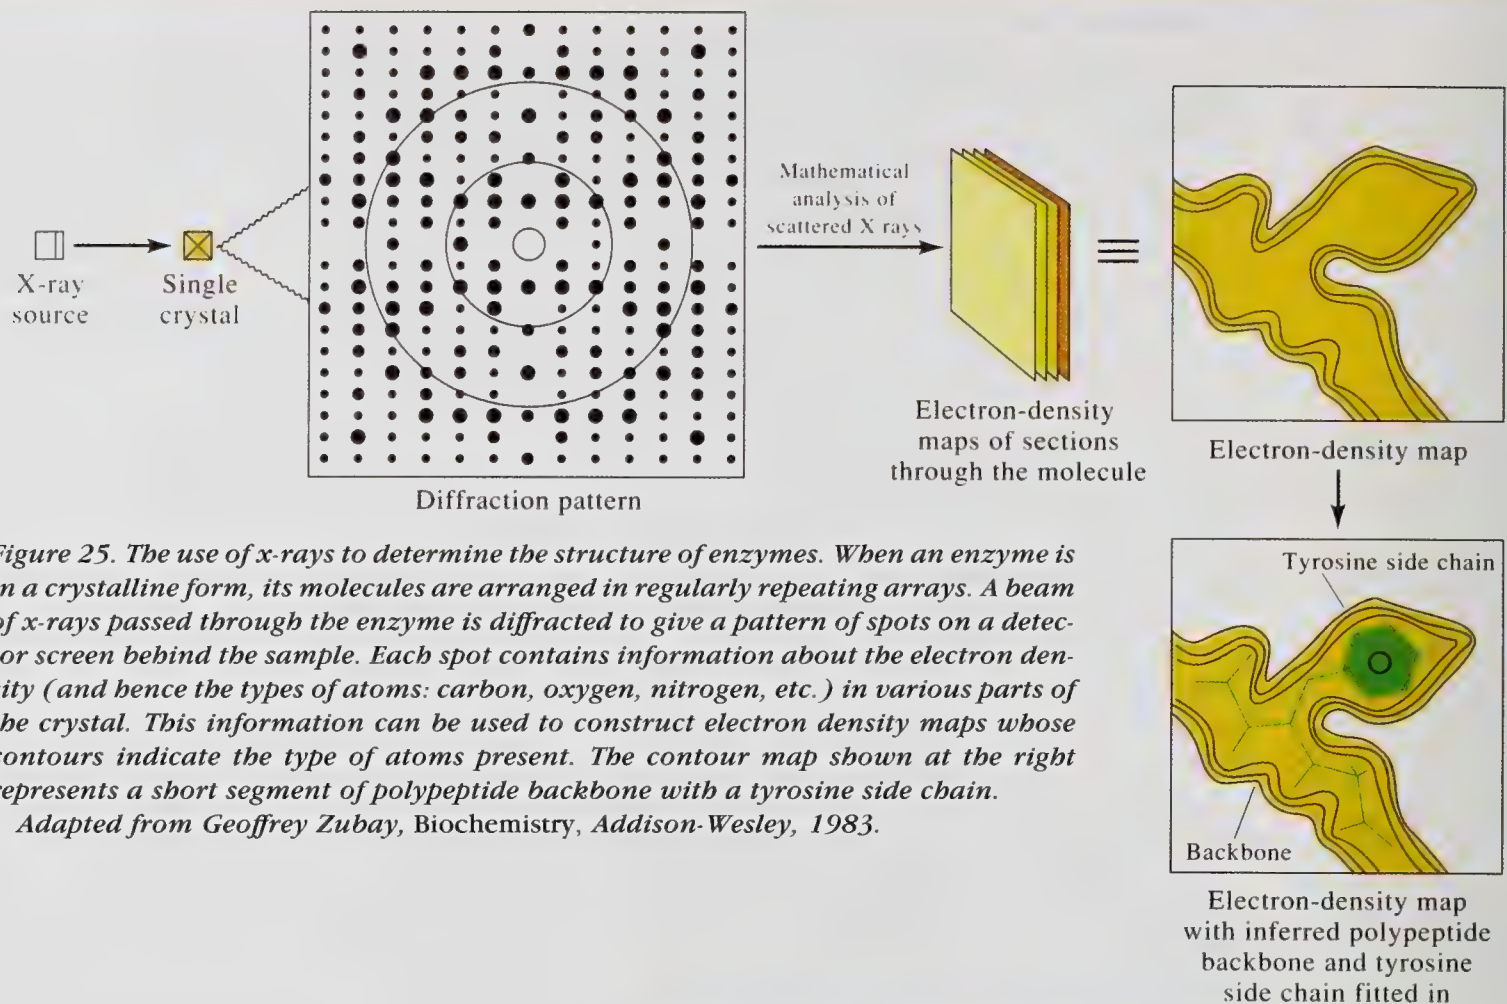 X-ray
source
Single
crystal
Diffraction pattern
Mathematical
analysis of
scattered X rays
Electron-density
maps of sections
through the molecule
Electron-density map
Figure 25. The use of x-rays to determine the structure of enzymes. When an enzyme is
n a crystalline form, its molecules are arranged in regularly repeating arrays. A beam
of x-rays passed through the enzyme is diffracted to give a pattern of spots on a detec-
or screen behind the sample. Each spot contains information about the electron den-
ity (and hence the types of atoms: carbon, oxygen, nitrogen, etc.) in various parts of
he crystal. This information can be used to construct electron density maps whose
contours indicate the type of atoms present. The contour map shown at the right
represents a short segment of polypeptide backbone with a tyrosine side chain.
Adapted from Geoffrey Zubay, Biochemistry, Addison-Wesley, 1983.
Tyrosine side chain
Backbone
Electron-density map
with inferred polypeptide
backbone and tyrosine
side chain fitted in